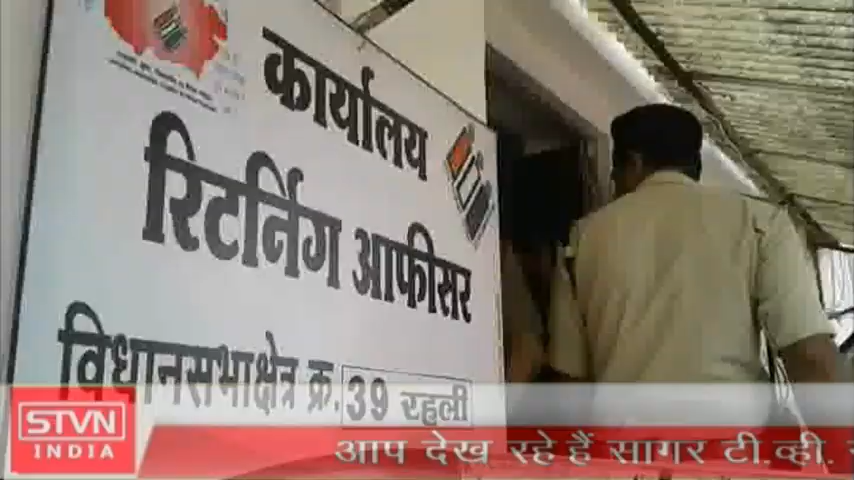 कार्यालय
रिटर्निंग आफीसर
विधानसभाक्षेत्र क्र. 39 रहली
STVN
INDIA
आप देख रहे हैं सागर टी.व्ही.